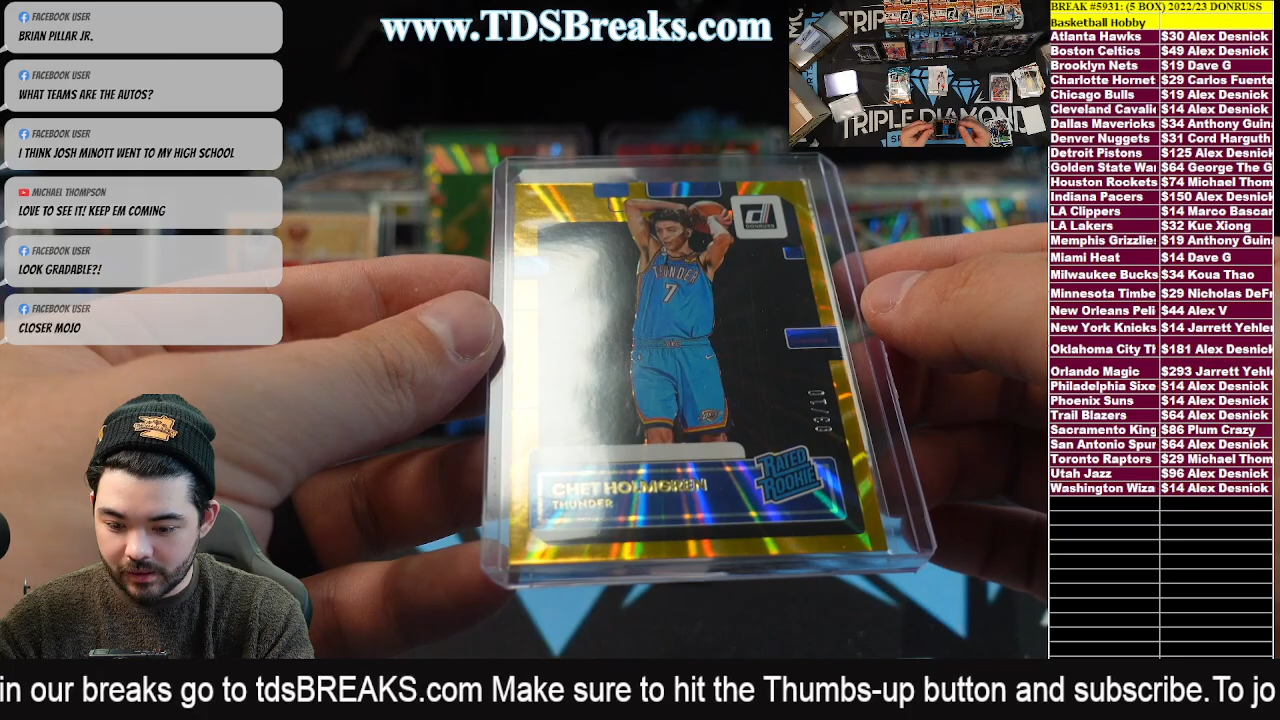 FACEBOOK USER
BRIAN PILLAR JR.
FACEBOOK USER
WHAT TEAMS ARE THE AUTOS?
FACEBOOK USER
I THINK JOSH MINOTT WENT TO MY HIGH SCHOOL
MICHAEL THOMPSON
LOVE TO SEE IT! KEEP EM COMING
FACEBOOK USER
LOOK GRADABLE?!
FACEBOOK USER
CLOSER MOJO
www.TDSBreaks.com
TRIPLE DIAMOND
DONRUSS
THUNDER
7
03/10
RATED ROOKIE
CHET HOLMGREN
THUNDER
BREAK #5931: (5 BOX) 2022/23 DONRUSS
Basketball Hobby
Atlanta Hawks $30 Alex Desnick
Boston Celtics $49 Alex Desnick
Brooklyn Nets $19 Dave G
Charlotte Hornet $29 Carlos Fuente
Chicago Bulls $19 Alex Desnick
Cleveland Cavali $14 Alex Desnick
Dallas Mavericks $34 Anthony Guin
Denver Nuggets $31 Cord Harguth
Detroit Pistons $125 Alex Desnick
Golden State Wa $64 George The G
Houston Rockets $74 Michael Thom
Indiana Pacers $150 Alex Desnick
LA Clippers $14 Marco Bascar
LA Lakers $32 Kue Xiong
Memphis Grizzlie $19 Anthony Guin
Miami Heat $14 Dave G
Milwaukee Bucks $34 Koua Thao
Minnesota Timbe $29 Nicholas DeFr
New Orleans Peli $44 Alex V
New York Knicks $14 Jarrett Yehle
Oklahoma City Th $181 Alex Desnick
Orlando Magic $293 Jarrett Yehl
Philadelphia Sixe $14 Alex Desnick
Phoenix Suns $14 Alex Desnick
Trail Blazers $64 Alex Desnick
Sacramento King $86 Plum Crazy
San Antonio Spur $64 Alex Desnick
Toronto Raptors $29 Michael Thom
Utah Jazz $96 Alex Desnick
Washington Wiza $14 Alex Desnick
in our breaks go to tdsBREAKS.com Make sure to hit the Thumbs-up button and subscribe.To jo